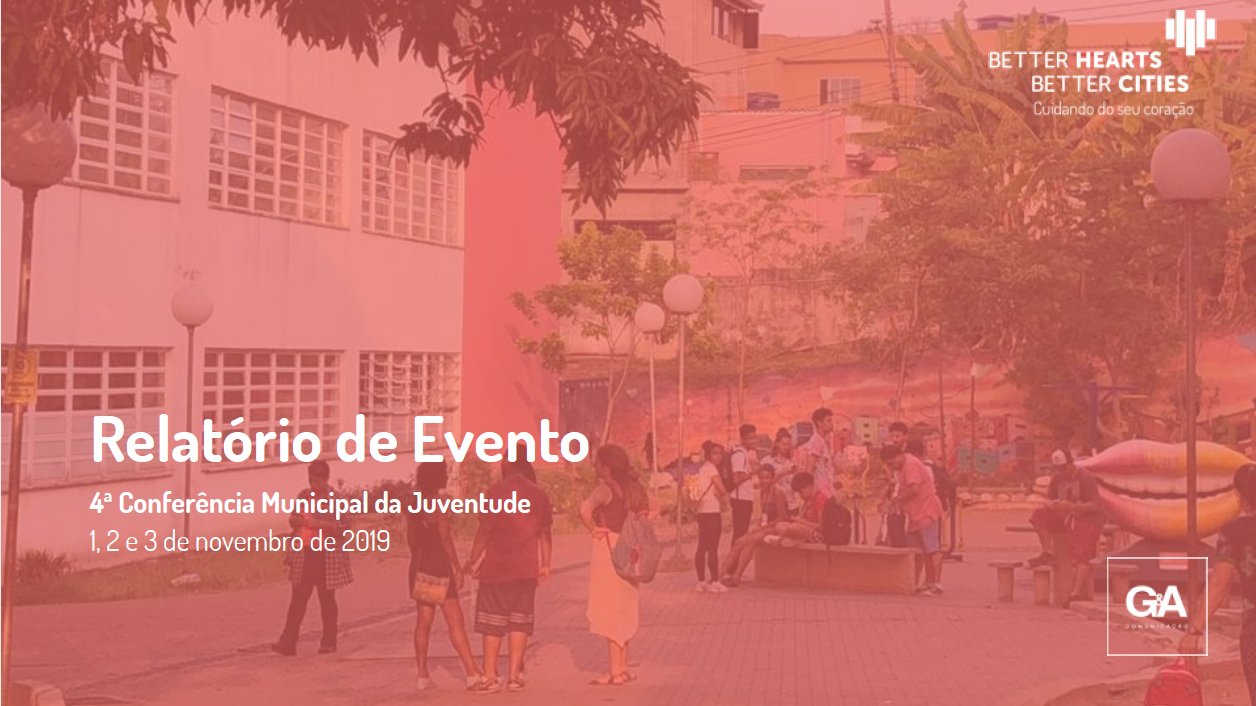 BETTER HEARTS
BETTER CITIES
Cuidando do seu coração
Relatório de Evento
4ª Conferência Municipal da Juventude
1, 2 e 3 de novembro de 2019
G&A
COMUNICAÇÃO